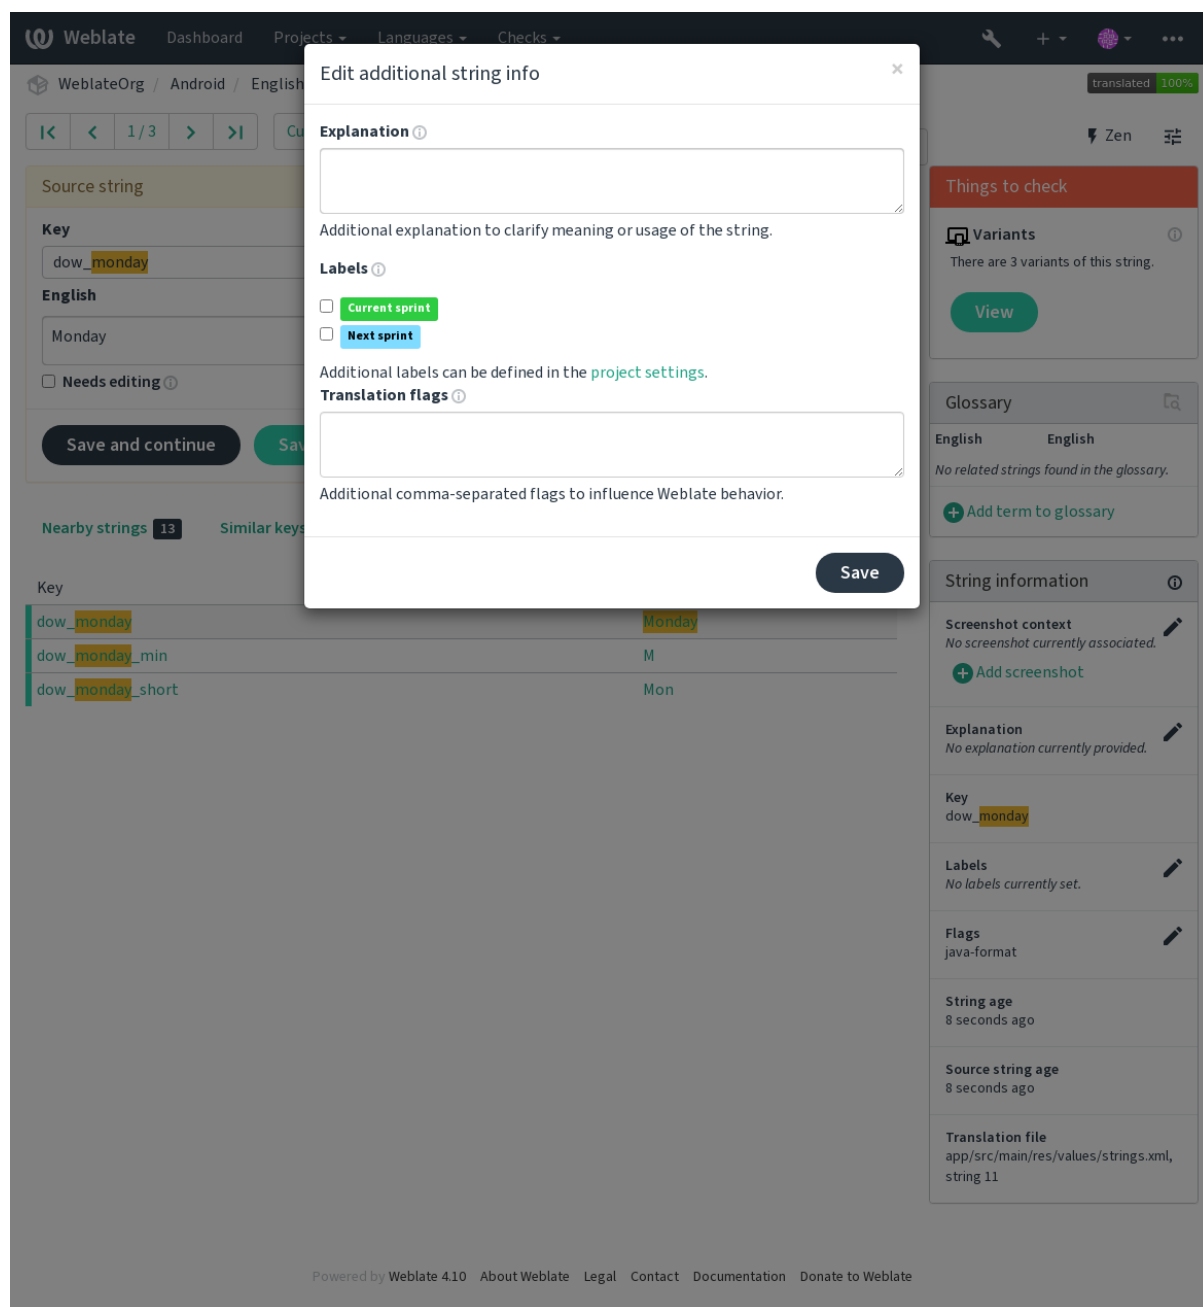 Weblate Dashboard Projects Languages Checks
Edit additional string info ×
WeblateOrg / Android / English
translated 100%
1 / 3
Cu
Zen
Source string
Key
dow_monday
English
Monday
Needs editing
Save and continue
Sav
Nearby strings 13 Similar keys
Key
dow_monday Monday
dow_monday_min M
dow_monday_short Mon
Explanation
Additional explanation to clarify meaning or usage of the string.
Labels
Current sprint
Next sprint
Additional labels can be defined in the project settings.
Translation flags
Additional comma-separated flags to influence Weblate behavior.
Save
Things to check
Variants
There are 3 variants of this string.
View
Glossary
English English
No related strings found in the glossary.
Add term to glossary
String information
Screenshot context
No screenshot currently associated.
Add screenshot
Explanation
No explanation currently provided.
Key
dow_monday
Labels
No labels currently set.
Flags
java-format
String age
8 seconds ago
Source string age
8 seconds ago
Translation file
app/src/main/res/values/strings.xml,
string 11
Powered by Weblate 4.10 About Weblate Legal Contact Documentation Donate to Weblate